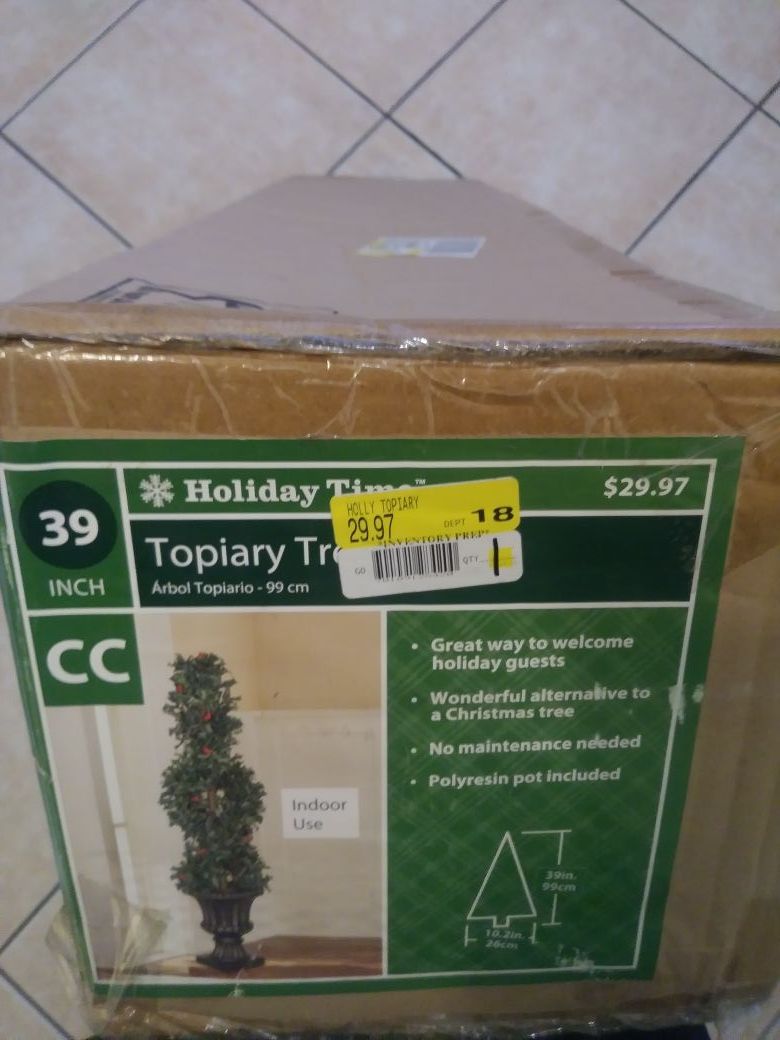 39
INCH
Holiday Time™
$29.97
HOLLY TOPIARY
29.97 DEPT 18
"INVENTORY PREP"
GO QTY
Topiary Tr
Árbol Topiario - 99 cm
CC
Indoor
Use
• Great way to welcome
holiday guests
• Wonderful alternative to
a Christmas tree
• No maintenance needed
• Polyresin pot included
39in.
99cm
10.2in.
26cm